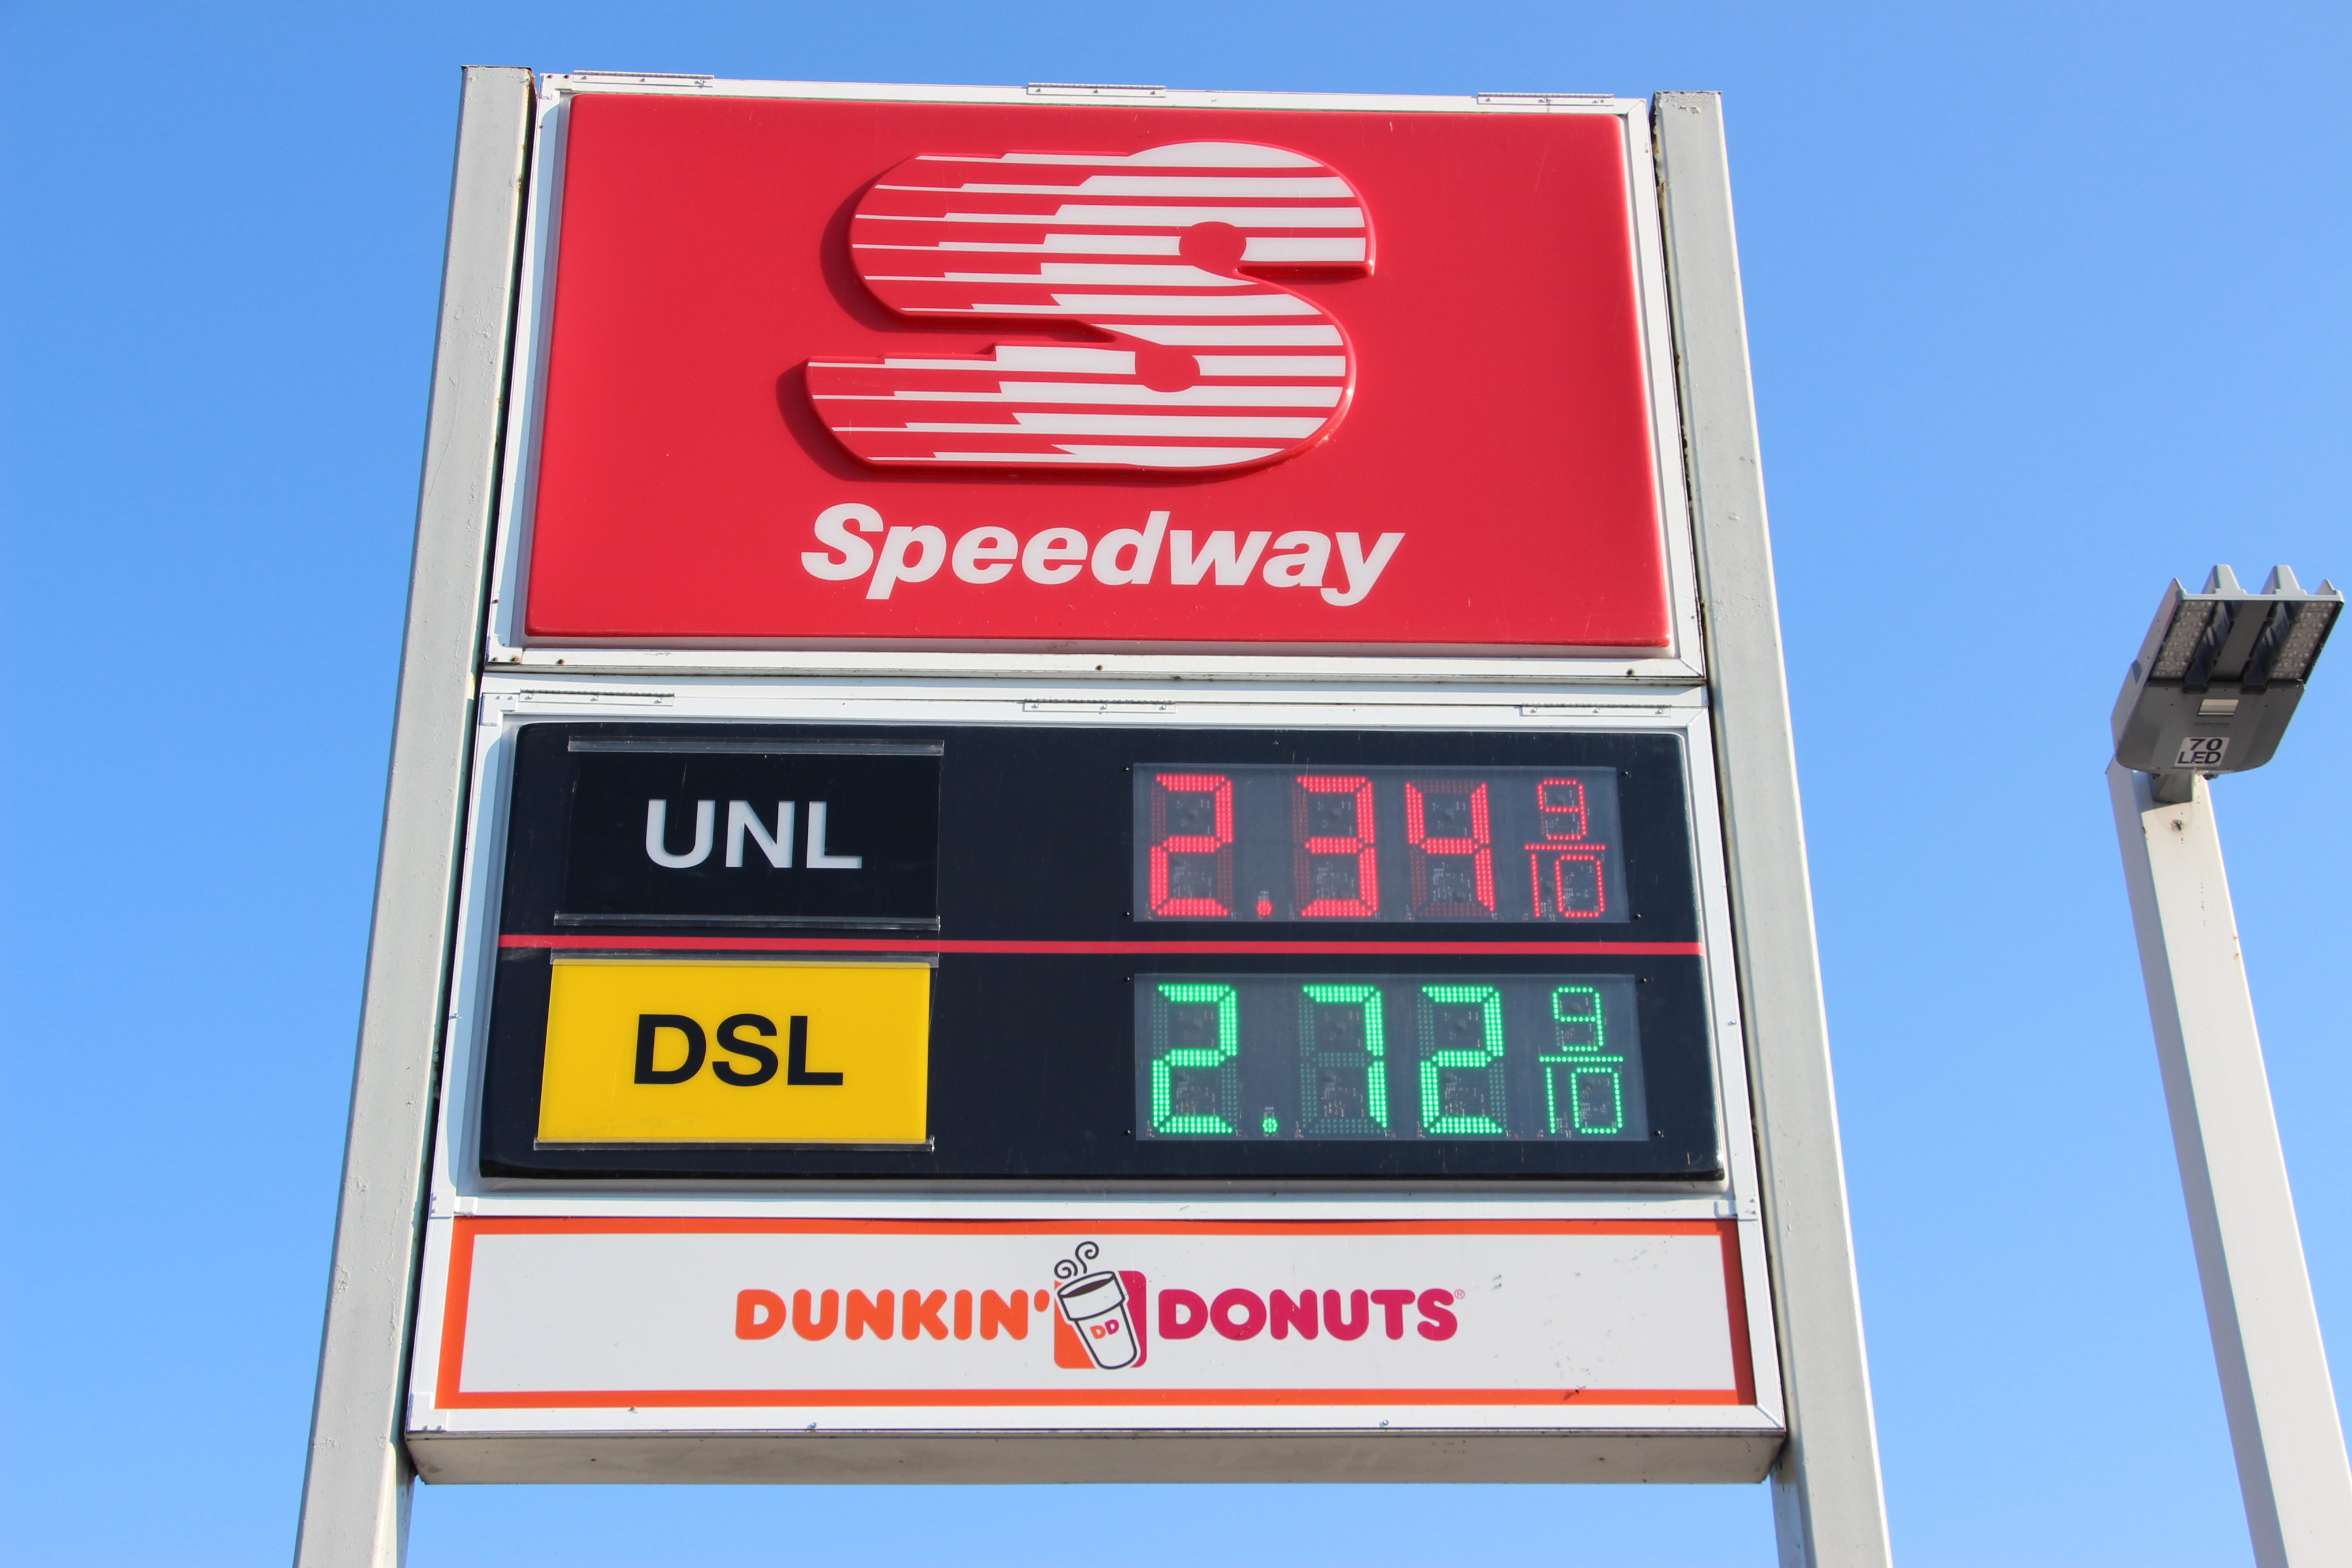 S
Speedway
UNL 2.34 9/10
DSL 2.72 9/10
DUNKIN' DD DONUTS®
70
LED